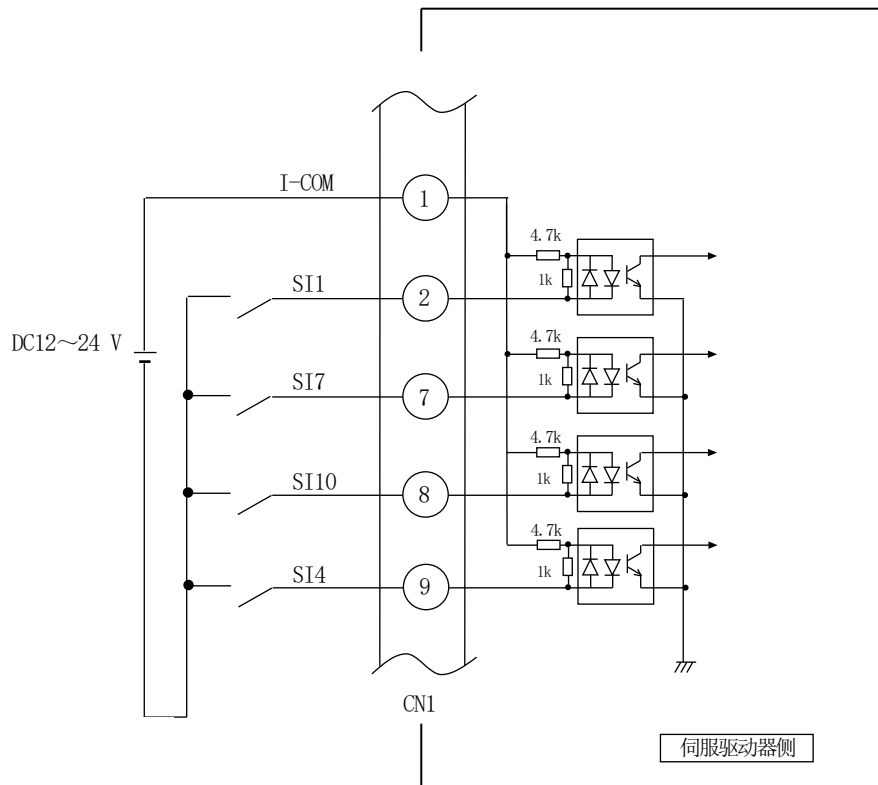 I-COM
1
4.7k
1k
SI1
2
DC12～24 V
4.7k
1k
SI7
7
4.7k
1k
SI10
8
4.7k
1k
SI4
9
CN1
伺服驱动器侧